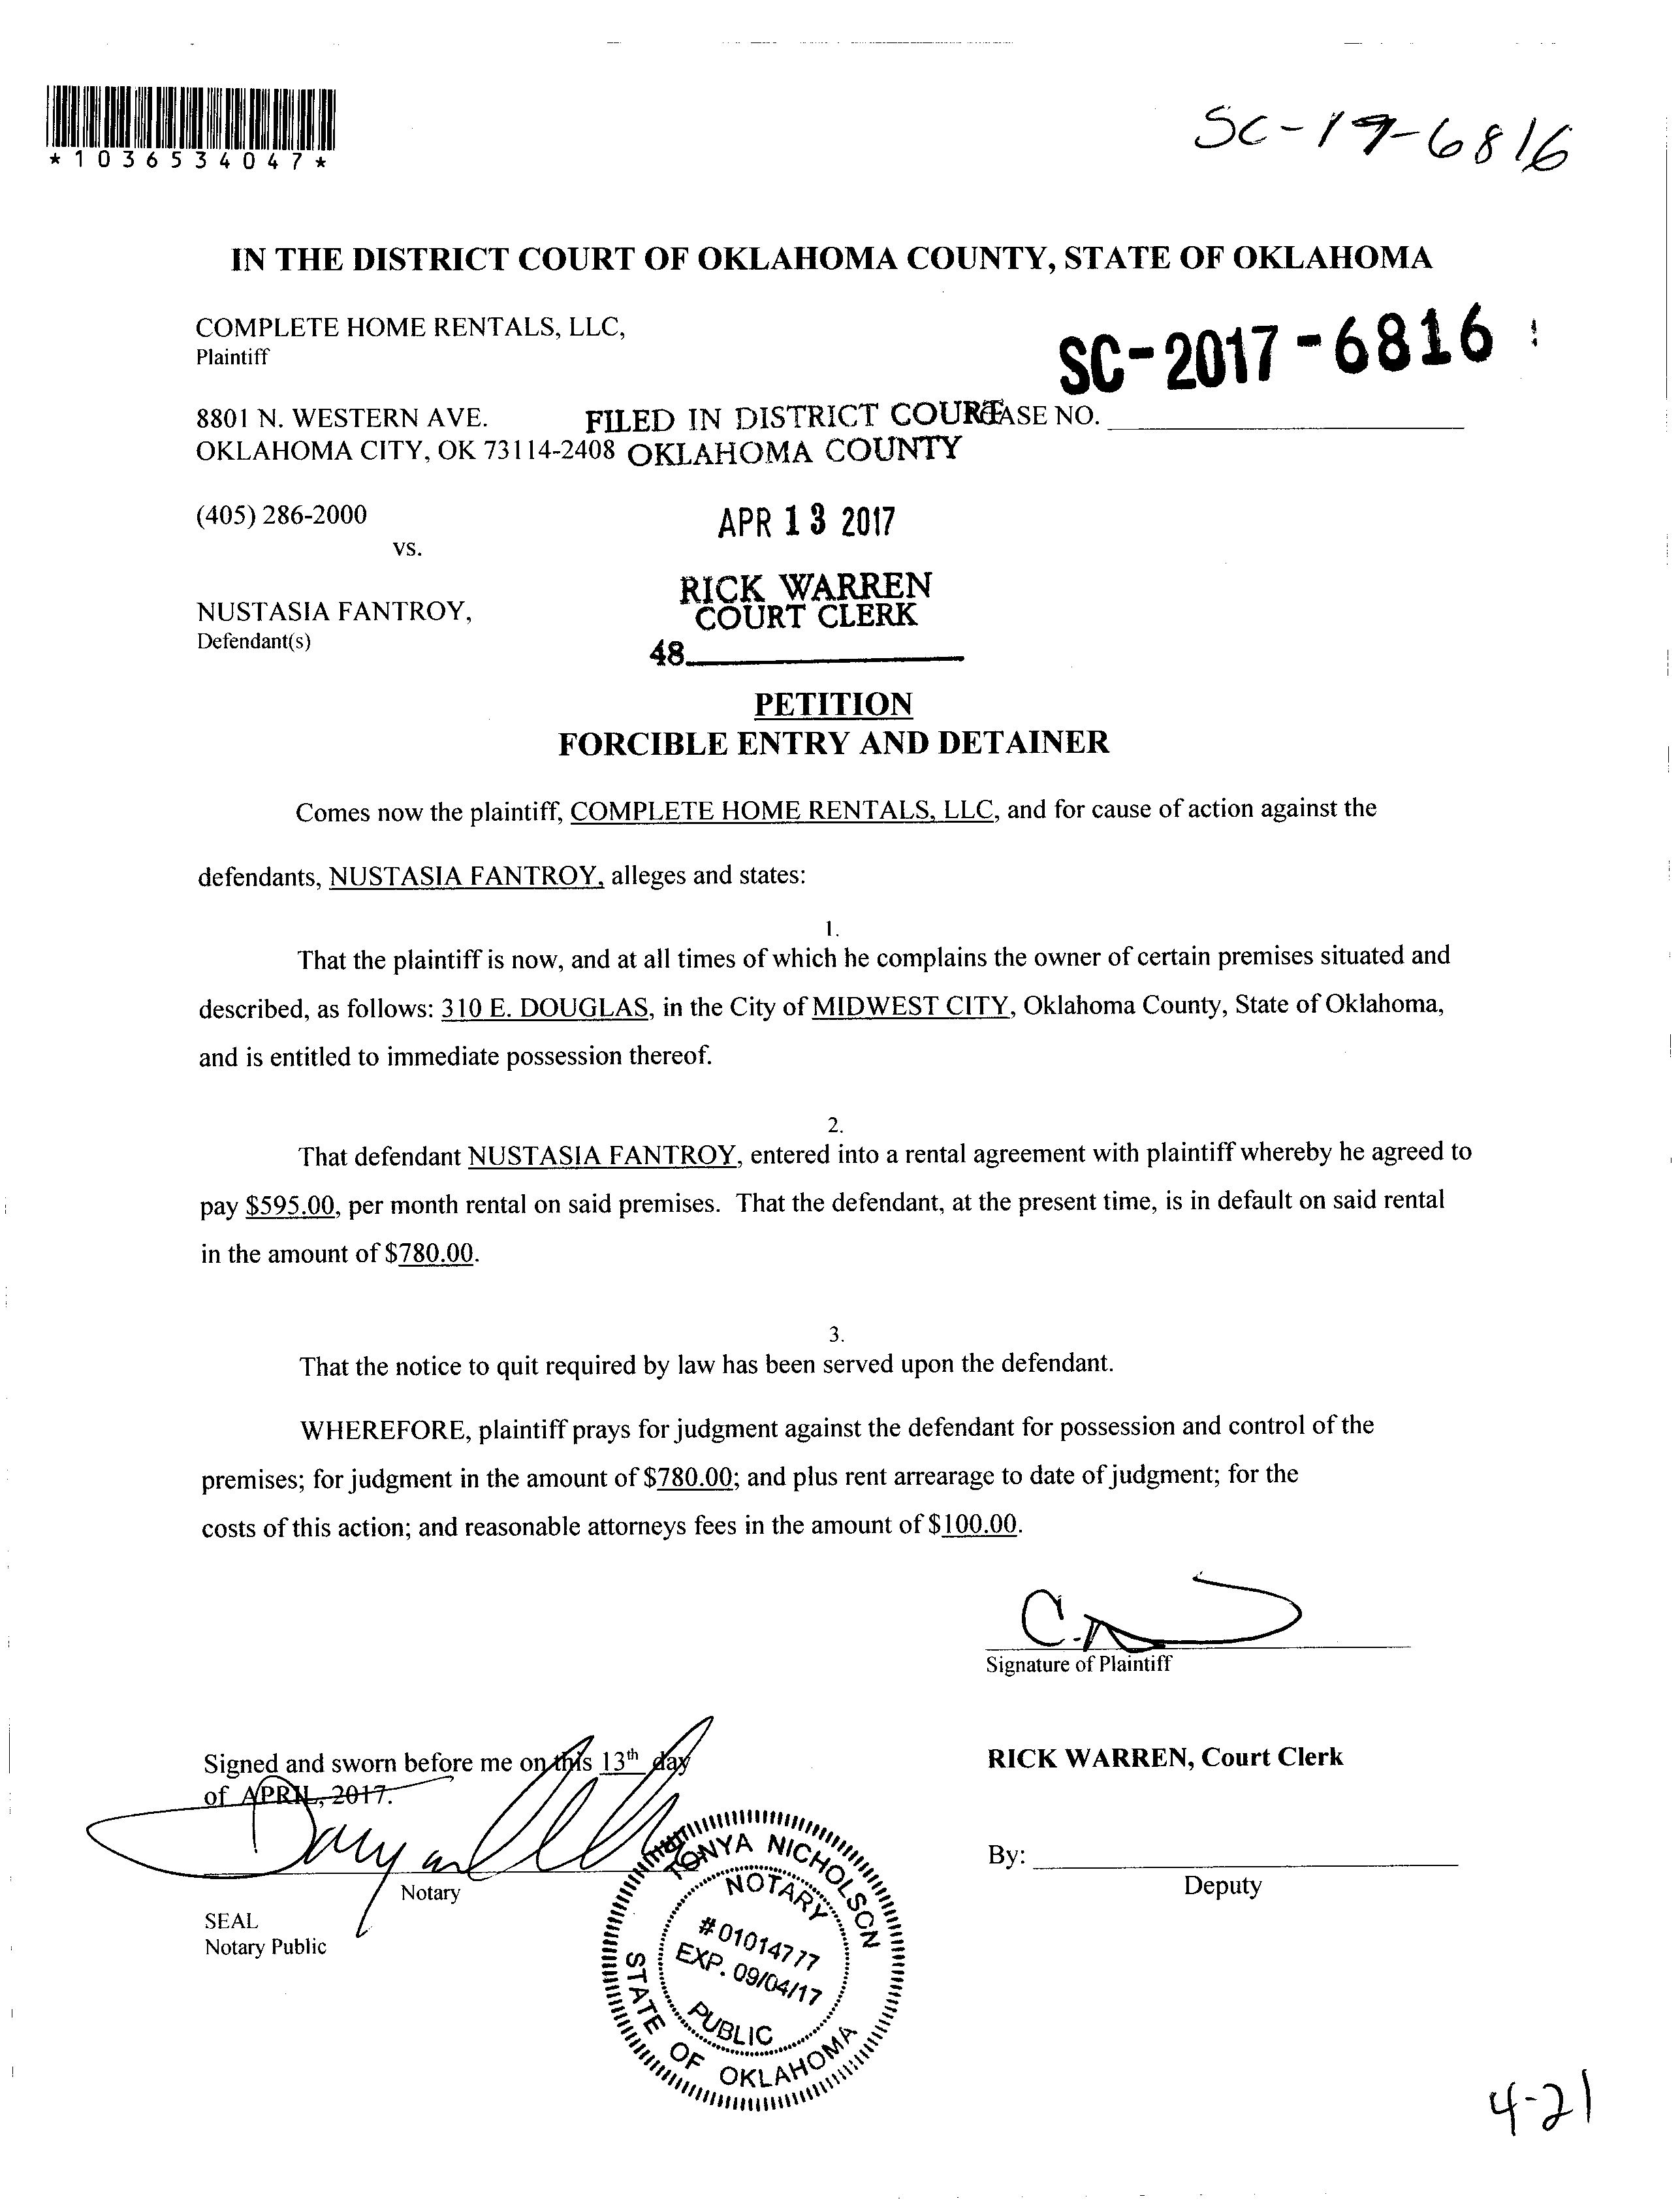 *1036534047*
SC-17-6816
IN THE DISTRICT COURT OF OKLAHOMA COUNTY, STATE OF OKLAHOMA
COMPLETE HOME RENTALS, LLC,
Plaintiff
SC-2017-6816
8801 N. WESTERN AVE. FILED IN DISTRICT COURT CASE NO.
OKLAHOMA CITY, OK 73114-2408 OKLAHOMA COUNTY
(405) 286-2000 APR 13 2017
vs.
RICK WARREN
NUSTASIA FANTROY, COURT CLERK
Defendant(s)
48
PETITION
FORCIBLE ENTRY AND DETAINER
Comes now the plaintiff, COMPLETE HOME RENTALS, LLC, and for cause of action against the
defendants, NUSTASIA FANTROY, alleges and states:
1.
That the plaintiff is now, and at all times of which he complains the owner of certain premises situated and
described, as follows: 310 E. DOUGLAS, in the City of MIDWEST CITY, Oklahoma County, State of Oklahoma,
and is entitled to immediate possession thereof.
2.
That defendant NUSTASIA FANTROY, entered into a rental agreement with plaintiff whereby he agreed to
pay $595.00, per month rental on said premises. That the defendant, at the present time, is in default on said rental
in the amount of $780.00.
3.
That the notice to quit required by law has been served upon the defendant.
WHEREFORE, plaintiff prays for judgment against the defendant for possession and control of the
premises; for judgment in the amount of $780.00; and plus rent arrearage to date of judgment; for the
costs of this action; and reasonable attorneys fees in the amount of $100.00.
Signature of Plaintiff
Signed and sworn before me on this 13th day
of APRIL, 2017.
RICK WARREN, Court Clerk
By:
Deputy
Notary
SEAL
Notary Public
TONYA NICHOLSON
NOTARY
# 01014777
EXP. 09/04/17
PUBLIC
STATE OF OKLAHOMA
4-21